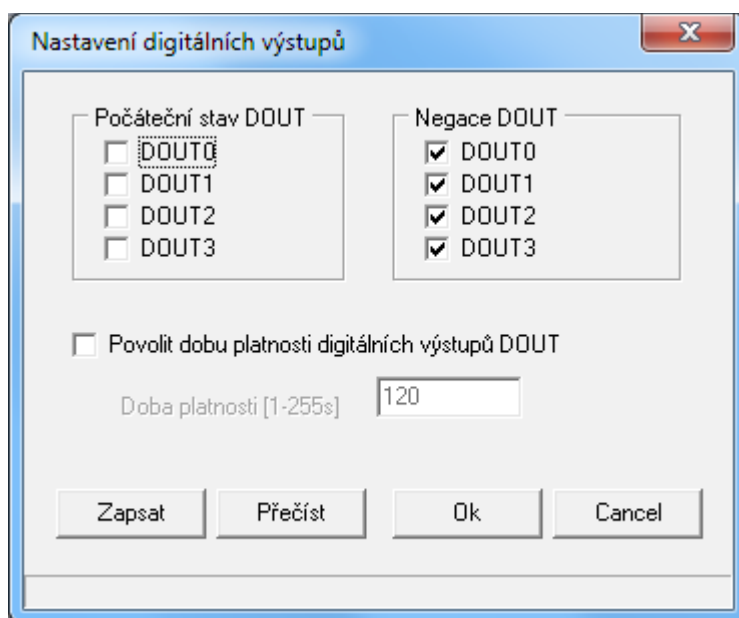 Nastavení digitálních výstupů
Počáteční stav DOUT
DOUT0
DOUT1
DOUT2
DOUT3
Negace DOUT
DOUT0
DOUT1
DOUT2
DOUT3
Povolit dobu platnosti digitálních výstupů DOUT
Doba platnosti [1-255s]
120
Zapsat
Přečíst
Ok
Cancel